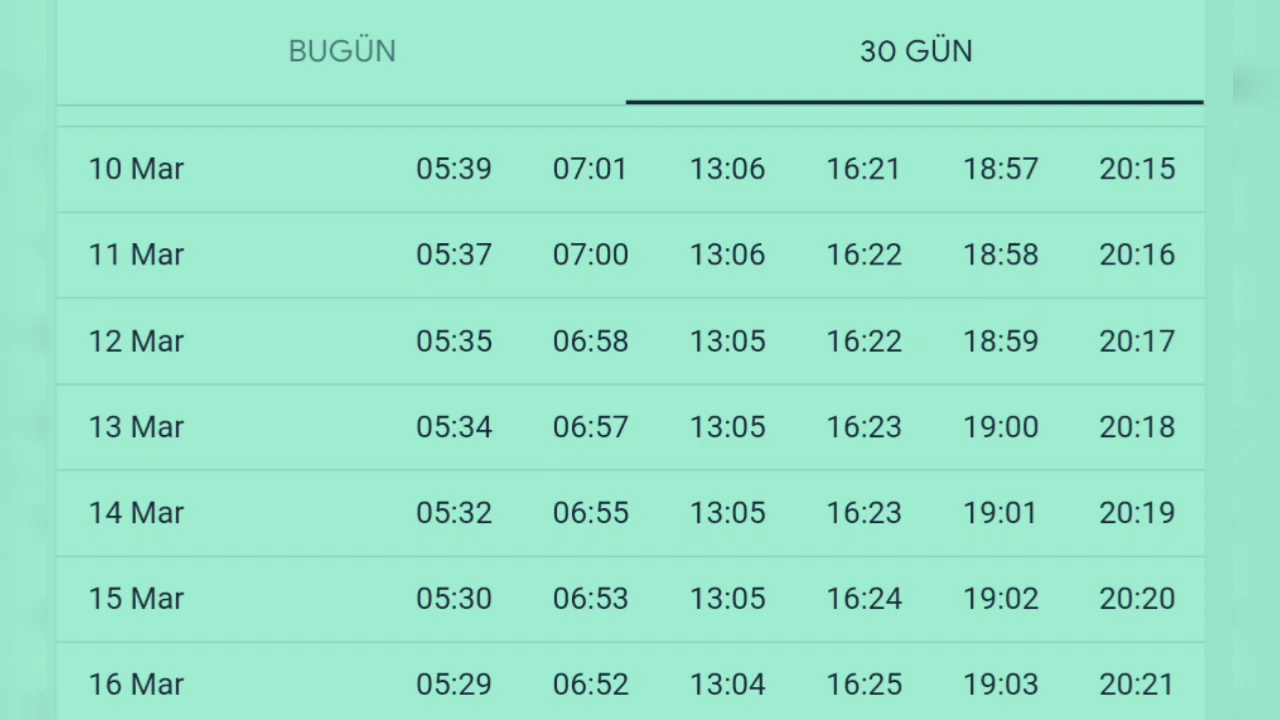 BUGÜN 30 GÜN
10 Mar 05:39 07:01 13:06 16:21 18:57 20:15
11 Mar 05:37 07:00 13:06 16:22 18:58 20:16
12 Mar 05:35 06:58 13:05 16:22 18:59 20:17
13 Mar 05:34 06:57 13:05 16:23 19:00 20:18
14 Mar 05:32 06:55 13:05 16:23 19:01 20:19
15 Mar 05:30 06:53 13:05 16:24 19:02 20:20
16 Mar 05:29 06:52 13:04 16:25 19:03 20:21